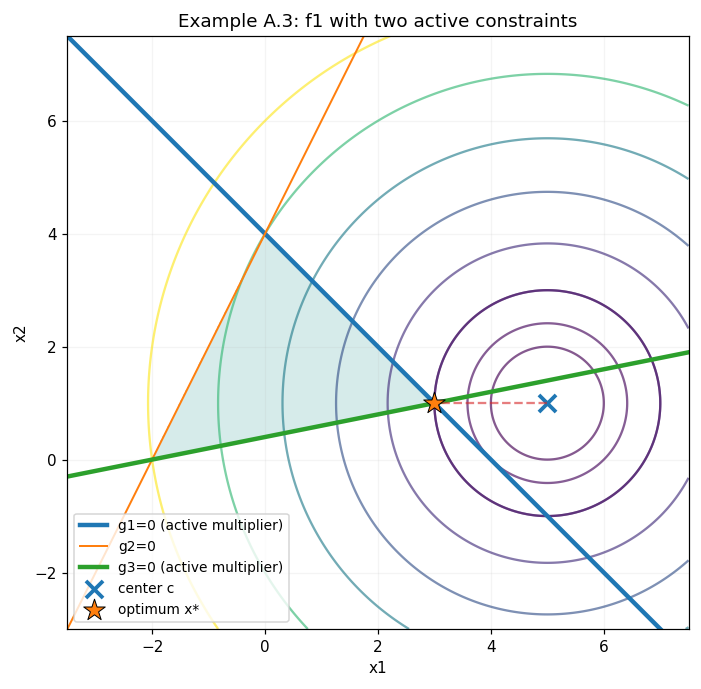 Example A.3: f1 with two active constraints
x2
6
4
2
0
−2
g1=0 (active multiplier)
g2=0
g3=0 (active multiplier)
center c
optimum x*
−2 0 2 4 6
x1